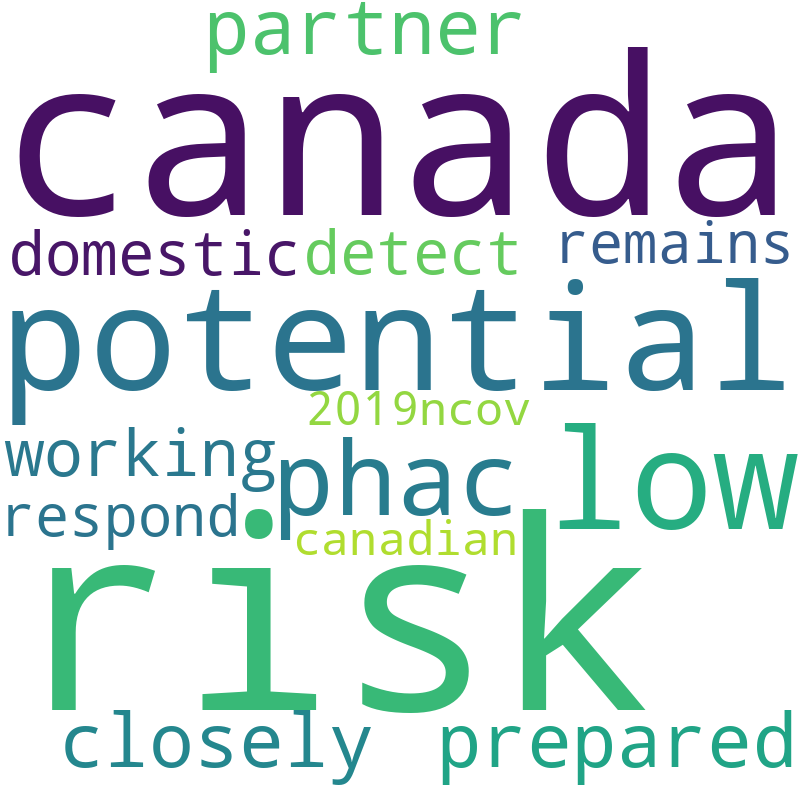 partner
canada
domestic detect remains
potential
2019ncov
working phac low
respond canadian
risk
closely prepared